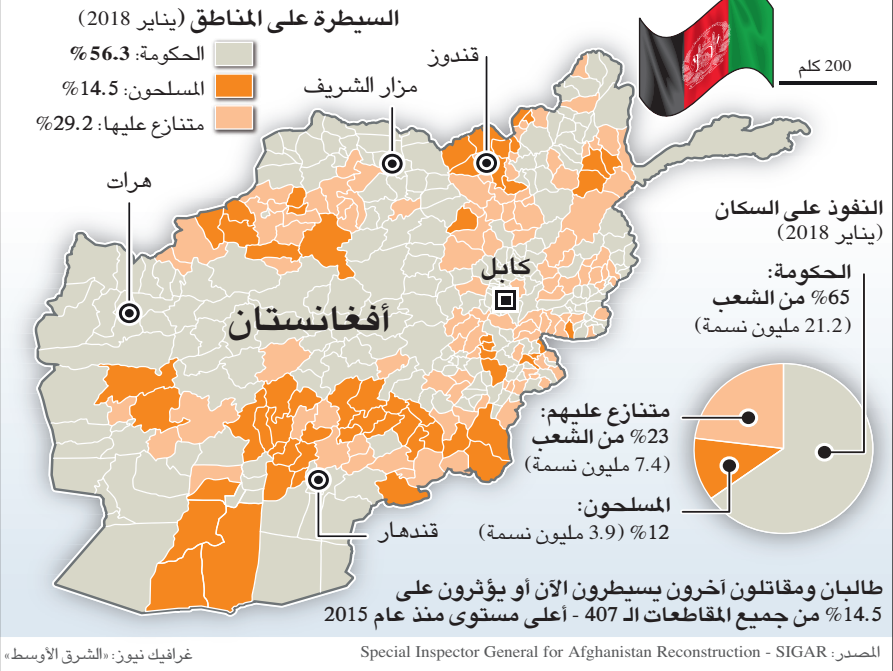 السيطرة على المناطق (يناير 2018)
الحكومة: 56.3%
المسلحون: 14.5%
متنازع عليها: 29.2%
200 كلم
قندوز
مزار الشريف
هرات
كابل
أفغانستان
قندهار
النفوذ على السكان
(يناير 2018)
الحكومة:
65% من الشعب
(21.2 مليون نسمة)
متنازع عليهم:
23% من الشعب
(7.4 مليون نسمة)
المسلحون:
12% (3.9 مليون نسمة)
طالبان ومقاتلون آخرون يسيطرون الآن أو يؤثرون على
14.5% من جميع المقاطعات الـ 407 - أعلى مستوى منذ عام 2015
المصدر: Special Inspector General for Afghanistan Reconstruction - SIGAR
غرافيك نيوز: «الشرق الأوسط»